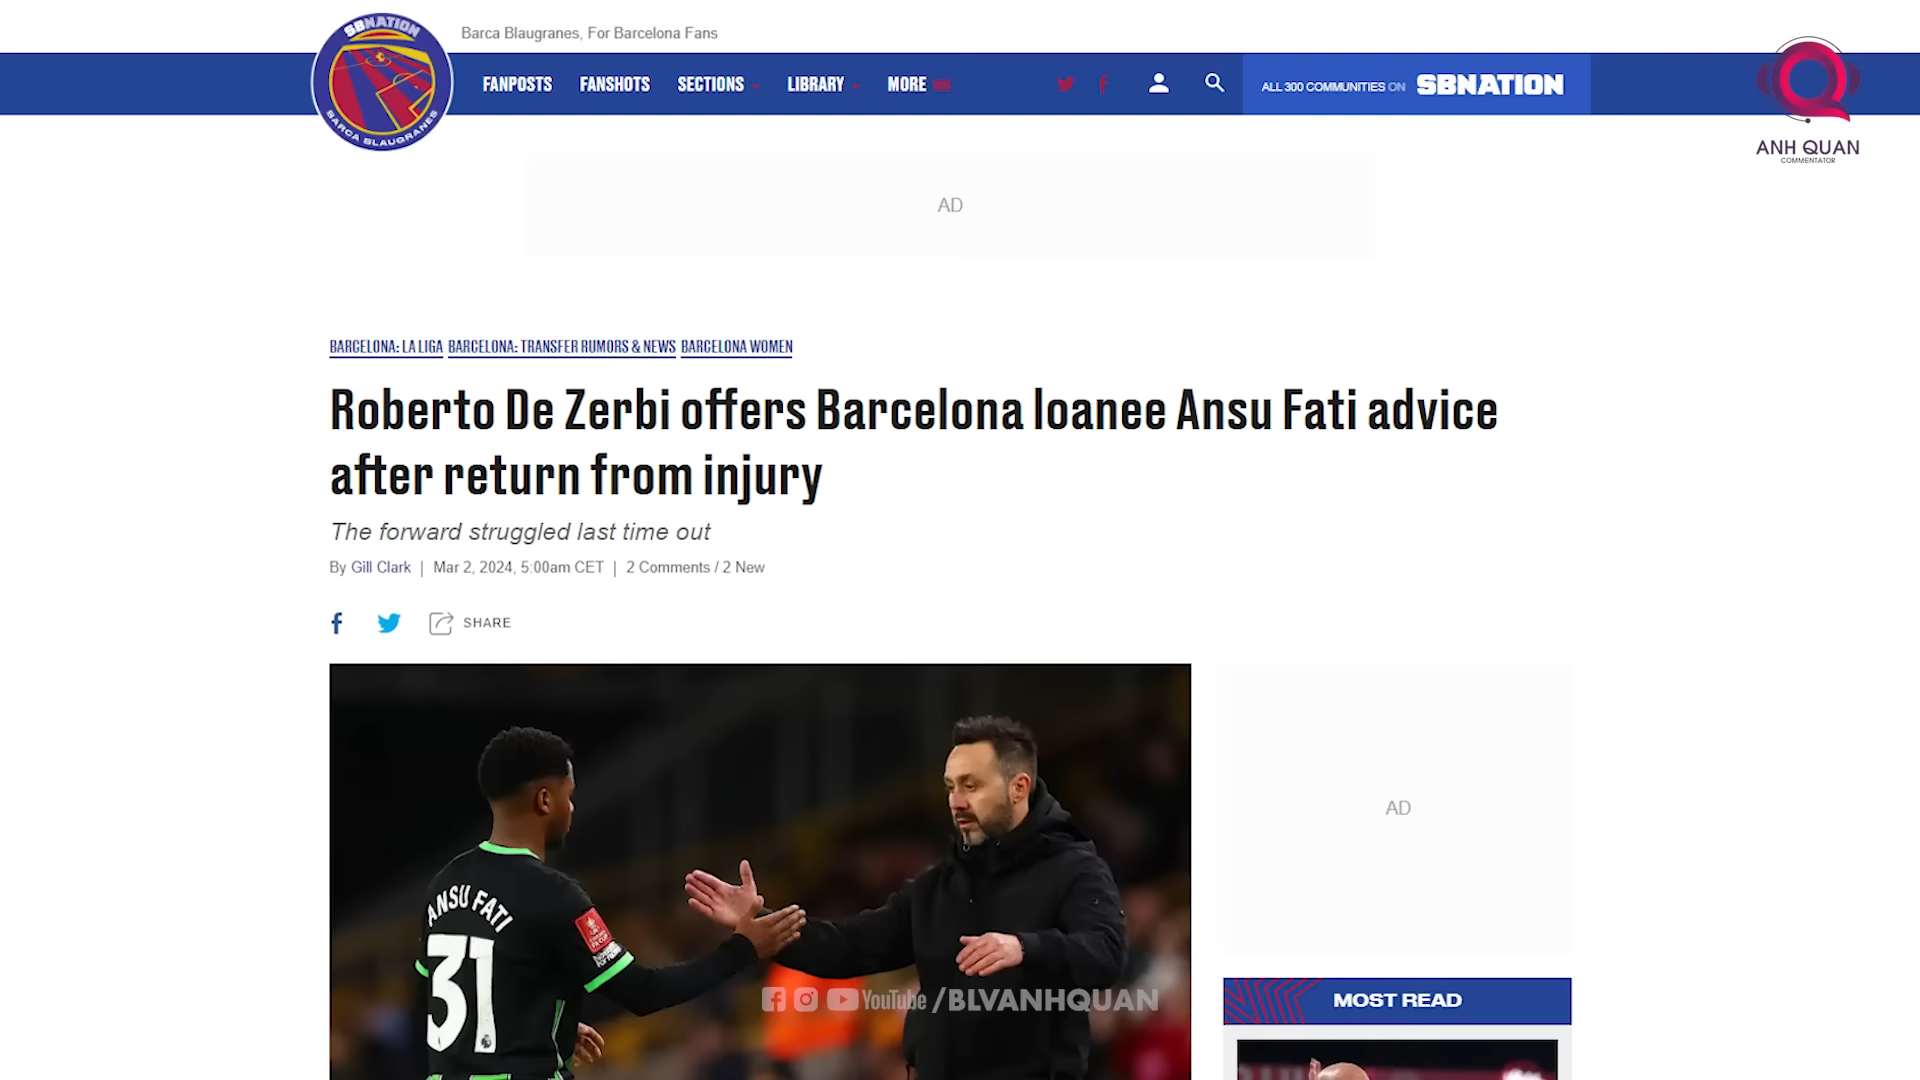 SBNATION
BARCA BLAUGRANES
Barca Blaugranes, For Barcelona Fans
FANPOSTS
FANSHOTS
SECTIONS
LIBRARY
MORE
ALL 300 COMMUNITIES ON SBNATION
ANH QUAN
COMMENTATOR
AD
BARCELONA: LA LIGA BARCELONA: TRANSFER RUMORS & NEWS BARCELONA WOMEN
Roberto De Zerbi offers Barcelona loanee Ansu Fati advice
after return from injury
The forward struggled last time out
By Gill Clark | Mar 2, 2024, 5:00am CET | 2 Comments / 2 New
SHARE
ANSU FATI
31
YouTube /BLVANHQUAN
AD
MOST READ